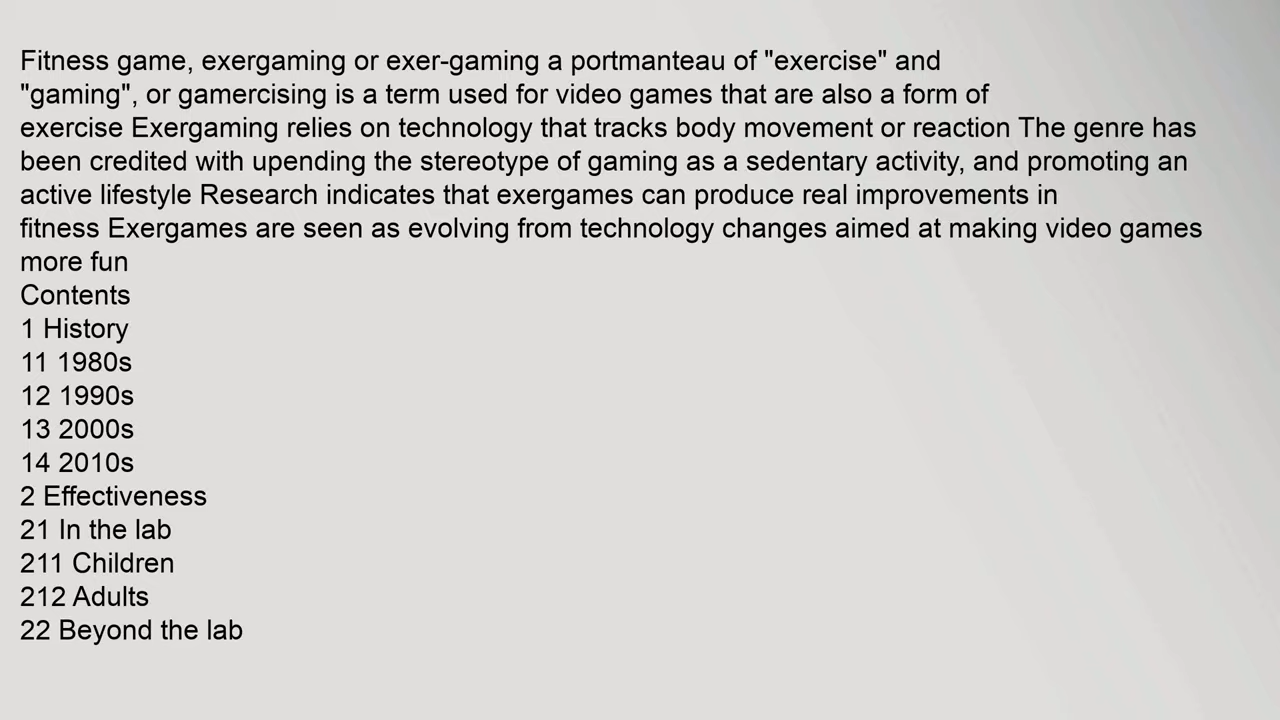 Fitness game, exergaming or exer-gaming a portmanteau of "exercise" and
"gaming", or gamercising is a term used for video games that are also a form of
exercise Exergaming relies on technology that tracks body movement or reaction The genre has
been credited with upending the stereotype of gaming as a sedentary activity, and promoting an
active lifestyle Research indicates that exergames can produce real improvements in
fitness Exergames are seen as evolving from technology changes aimed at making video games
more fun
Contents
1 History
11 1980s
12 1990s
13 2000s
14 2010s
2 Effectiveness
21 In the lab
211 Children
212 Adults
22 Beyond the lab